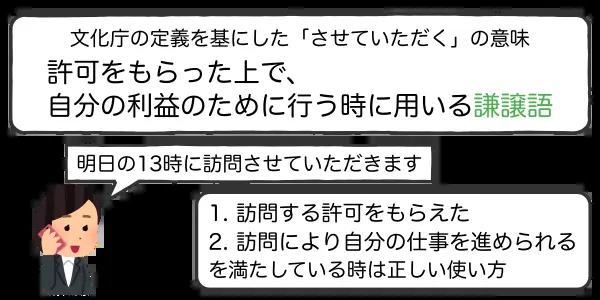 文化庁の定義を基にした「させていただく」の意味
許可をもらった上で、
自分の利益のために行う時に用いる謙譲語
明日の13時に訪問させていただきます
1. 訪問する許可をもらえた
2. 訪問により自分の仕事を進められる
を満たしている時は正しい使い方